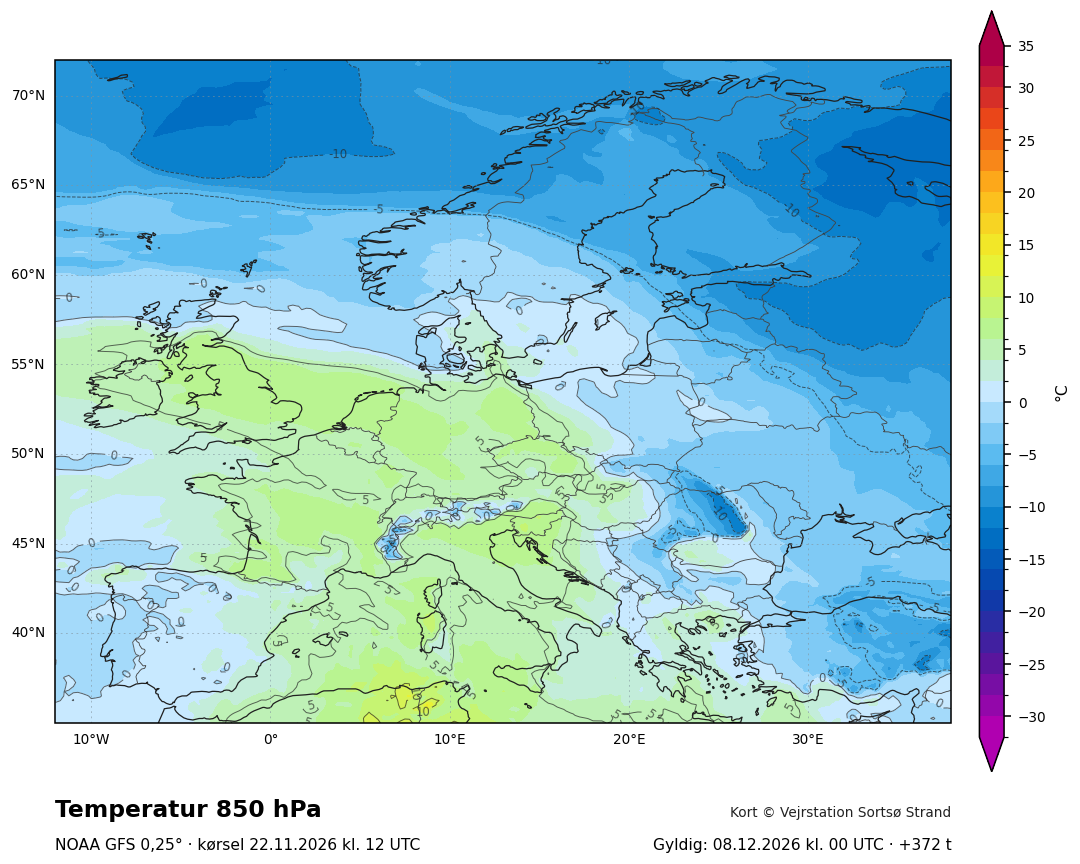 35
30
25
20
15
10
5
0
−5
−10
−15
−20
−25
−30
°C
70°N
65°N
60°N
55°N
50°N
45°N
40°N
10°W
0°
10°E
20°E
30°E
Temperatur 850 hPa
Kort © Vejrstation Sortsø Strand
NOAA GFS 0,25° · kørsel 22.11.2026 kl. 12 UTC
Gyldig: 08.12.2026 kl. 00 UTC · +372 t